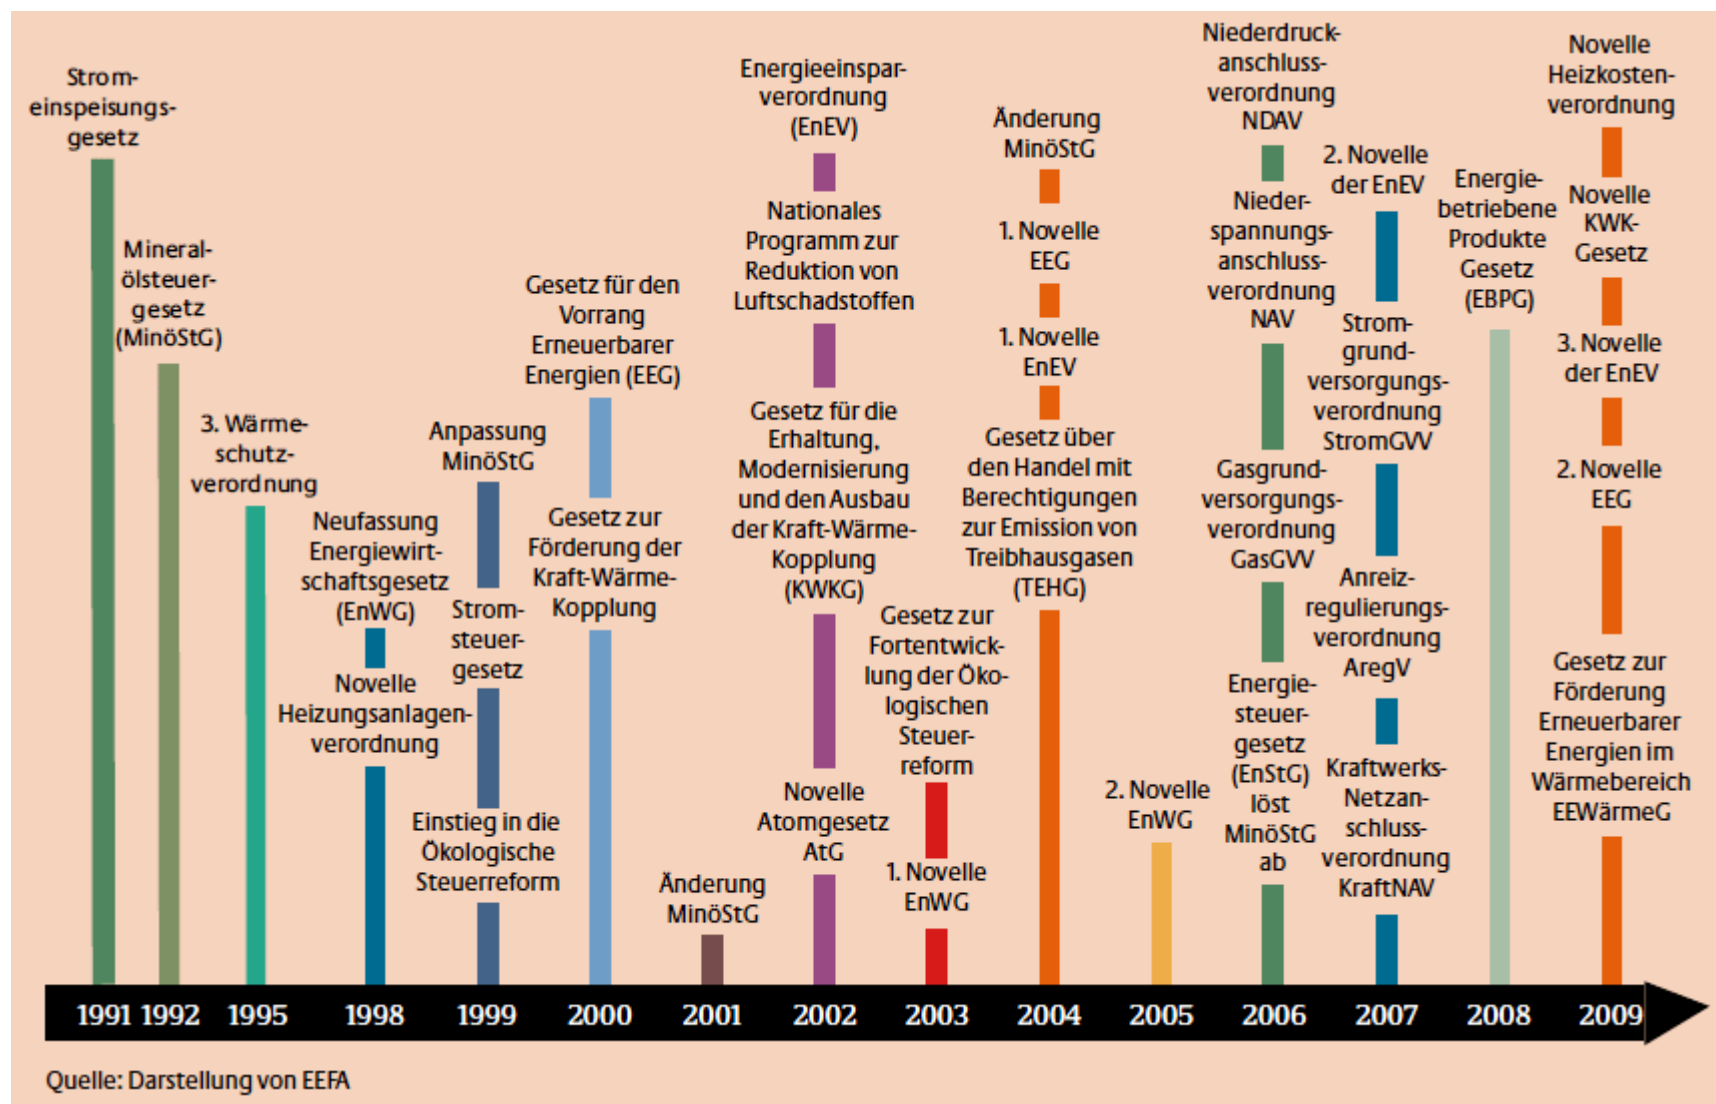 Strom-
einspeisungs-
gesetz
Mineral-
ölsteuer-
gesetz
(MinöStG)
3. Wärme-
schutz-
verordnung
Neufassung
Energiewirt-
schaftsgesetz
(EnWG)
Novelle
Heizungsanlagen-
verordnung
Anpassung
MinöStG
Strom-
steuer-
gesetz
Einstieg in die
Ökologische
Steuerreform
Gesetz für den
Vorrang
Erneuerbarer
Energien (EEG)
Gesetz zur
Förderung der
Kraft-Wärme-
Kopplung
Änderung
MinöStG
Energieeinspar-
verordnung
(EnEV)
Nationales
Programm zur
Reduktion von
Luftschadstoffen
Gesetz für die
Erhaltung,
Modernisierung
und den Ausbau
der Kraft-Wärme-
Kopplung
(KWKG)
Novelle
Atomgesetz
AtG
Gesetz zur
Fortentwick-
lung der Öko-
logischen
Steuer-
reform
1. Novelle
EnWG
Änderung
MinöStG
1. Novelle
EEG
1. Novelle
EnEV
Gesetz über
den Handel mit
Berechtigungen
zur Emission von
Treibhausgasen
(TEHG)
2. Novelle
EnWG
Niederdruck-
anschluss-
verordnung
NDAV
Nieder-
spannungs-
anschluss-
verordnung
NAV
Gasgrund-
versorgungs-
verordnung
GasGVV
Energie-
steuer-
gesetz
(EnStG)
löst
MinöStG
ab
2. Novelle
der EnEV
Strom-
grund-
versorgungs-
verordnung
StromGVV
Anreiz-
regulierungs-
verordnung
AregV
Kraftwerks-
Netzan-
schluss-
verordnung
KraftNAV
Energie-
betriebene
Produkte
Gesetz
(EBPG)
Novelle
Heizkosten-
verordnung
Novelle
KWK-
Gesetz
3. Novelle
der EnEV
2. Novelle
EEG
Gesetz zur
Förderung
Erneuerbarer
Energien im
Wärmebereich
EEWärmeG
1991 1992 1995 1998 1999 2000 2001 2002 2003 2004 2005 2006 2007 2008 2009
Quelle: Darstellung von EEFA